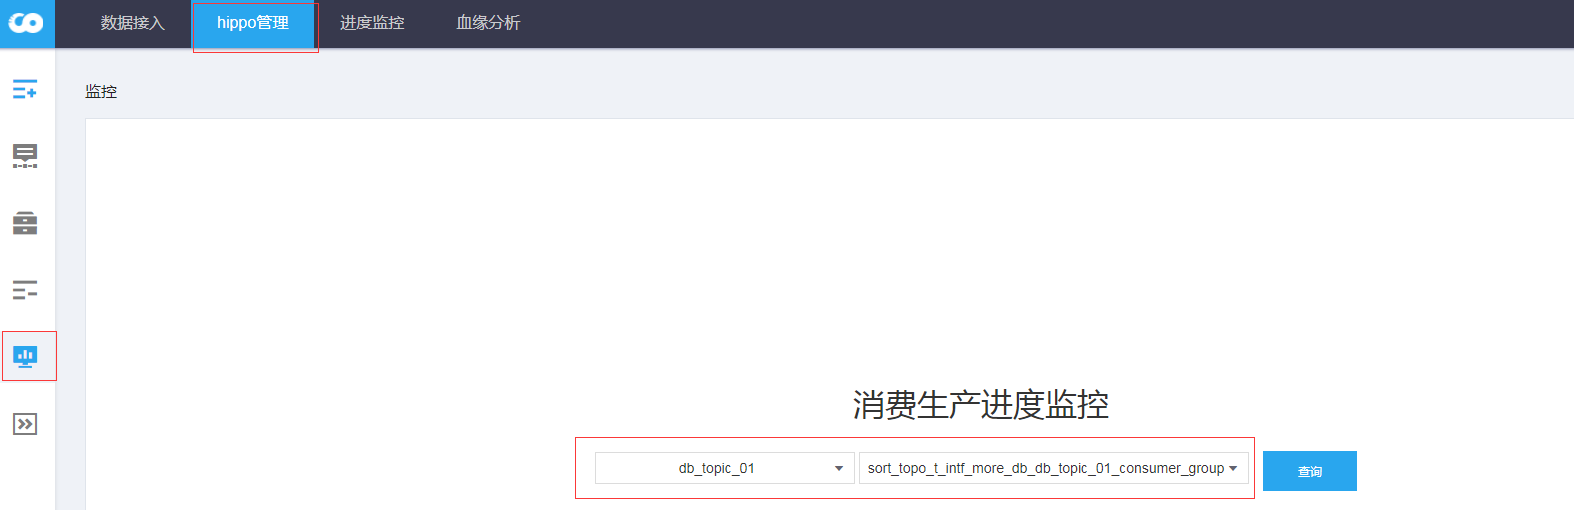 数据接入 hippo管理 进度监控 血缘分析
监控
消费生产进度监控
db_topic_01 sort_topo_t_intf_more_db_db_topic_01_consumer_group 查询